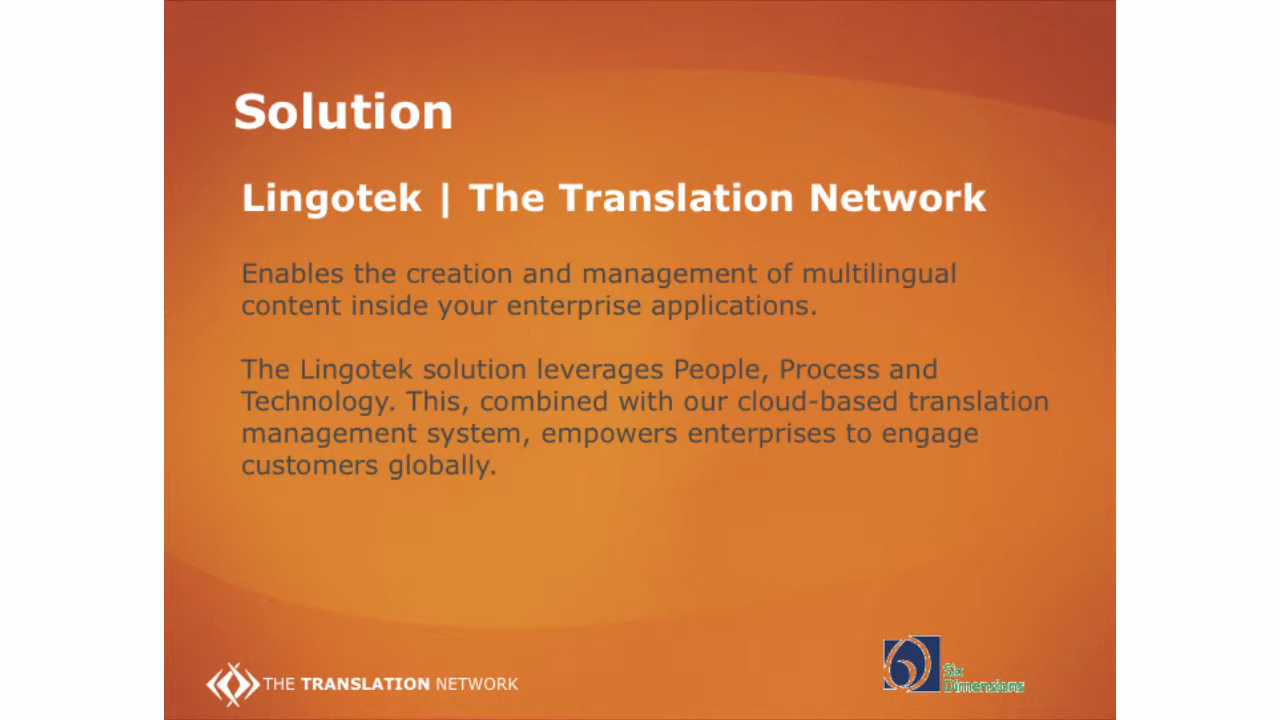 Solution
Lingotek | The Translation Network
Enables the creation and management of multilingual
content inside your enterprise applications.
The Lingotek solution leverages People, Process and
Technology. This, combined with our cloud-based translation
management system, empowers enterprises to engage
customers globally.
THE TRANSLATION NETWORK
Six
Dimensions